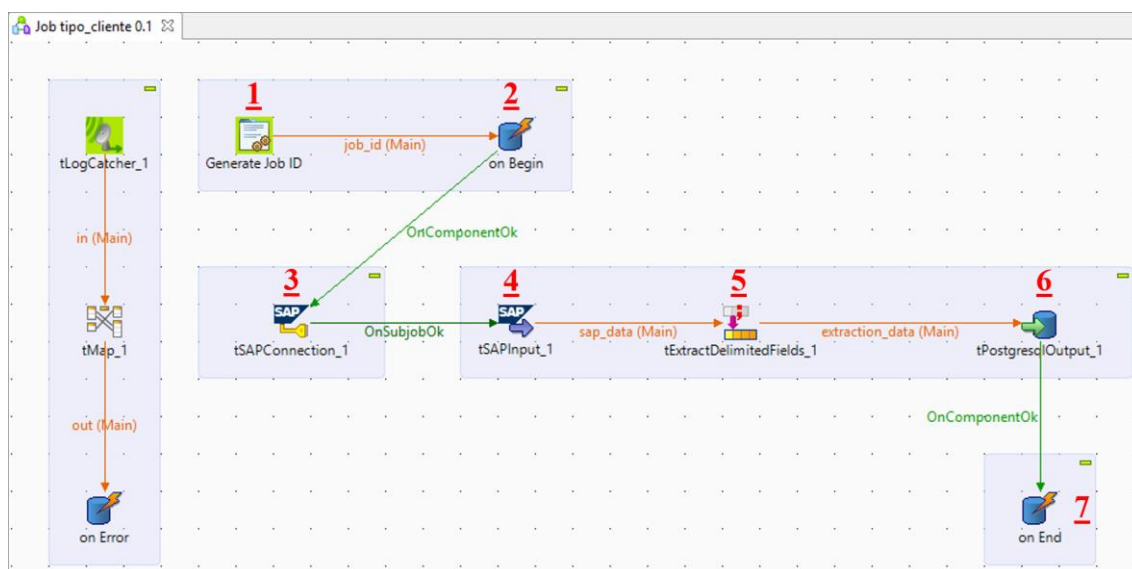 Job tipo_cliente 0.1
1
2
tLogCatcher_1
Generate Job ID
job_id (Main)
on Begin
in (Main)
OnComponentOk
3
4
5
6
SAP
SAP
OnSubjobOk
sap_data (Main)
extraction_data (Main)
tMap_1
tSAPConnection_1
tSAPInput_1
tExtractDelimitedFields_1
tPostgresqlOutput_1
out (Main)
OnComponentOk
7
on Error
on End